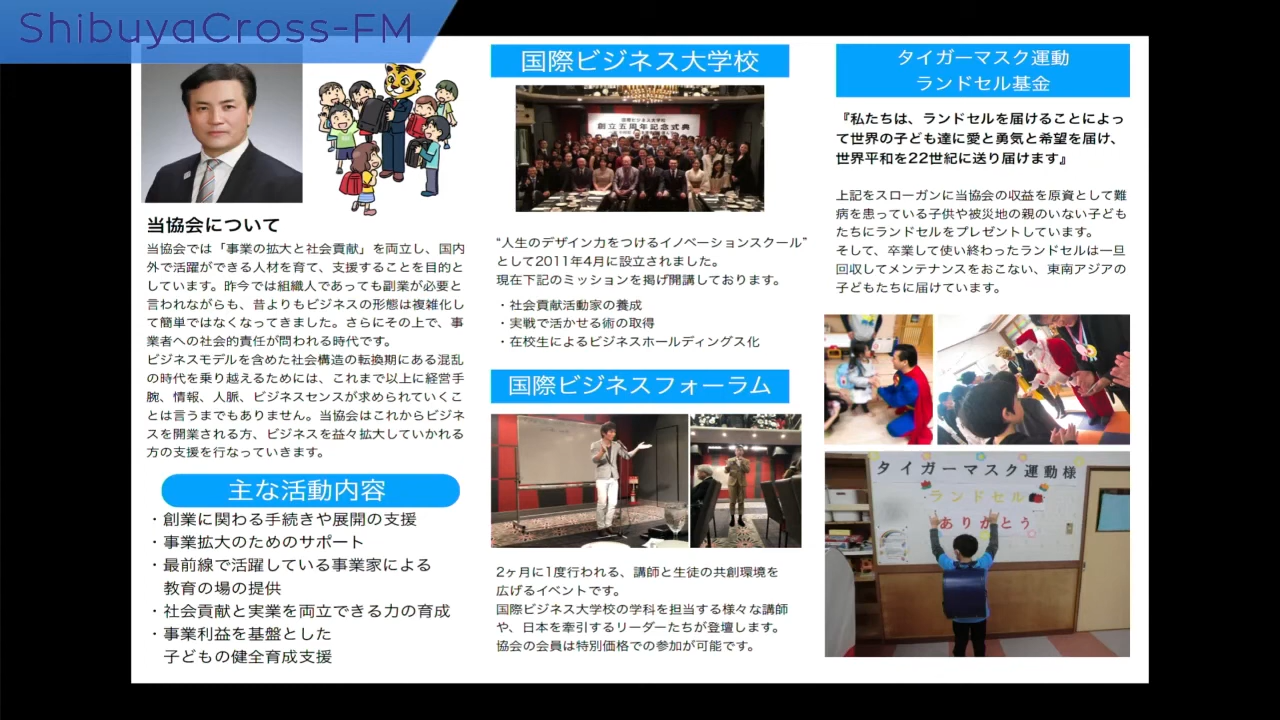 ShibuyaCross-FM
当協会について
当協会では「事業の拡大と社会貢献」を両立し、国内
外で活躍ができる人材を育て、支援することを目的と
しています。昨今では組織人であっても副業が必要と
言われながらも、昔よりもビジネスの形態は複雑化し
て簡単ではなくなってきました。さらにその上で、事
業者への社会的責任が問われる時代です。
ビジネスモデルを含めた社会構造の転換期にある混乱
の時代を乗り越えるためには、これまで以上に経営手
腕、情報、人脈、ビジネスセンスが求められていくこ
とは言うまでもありません。当協会はこれからビジネ
スを開業される方、ビジネスを益々拡大していかれる
方の支援を行なっていきます。
主な活動内容
・創業に関わる手続きや展開の支援
・事業拡大のためのサポート
・最前線で活躍している事業家による
教育の場の提供
・社会貢献と実業を両立できる力の育成
・事業利益を基盤とした
子どもの健全育成支援
国際ビジネス大学校
国際ビジネス大学校
創立五周年記念式典
“人生のデザイン力をつけるイノベーションスクール”
として2011年4月に設立されました。
現在下記のミッションを掲げ開講しております。
・社会貢献活動家の養成
・実戦で活かせる術の取得
・在校生によるビジネスホールディングス化
国際ビジネスフォーラム
2ヶ月に1度行われる、講師と生徒の共創環境を
広げるイベントです。
国際ビジネス大学校の学科を担当する様々な講師
や、日本を牽引するリーダーたちが登壇します。
協会の会員は特別価格での参加が可能です。
タイガーマスク運動
ランドセル基金
『私たちは、ランドセルを届けることによっ
て世界の子ども達に愛と勇気と希望を届け、
世界平和を22世紀に送り届けます』
上記をスローガンに当協会の収益を原資として難
病を患っている子供や被災地の親のいない子ども
たちにランドセルをプレゼントしています。
そして、卒業して使い終わったランドセルは一旦
回収してメンテナンスをおこない、東南アジアの
子どもたちに届けています。
タイガーマスク運動様
ランドセル
ありがとう